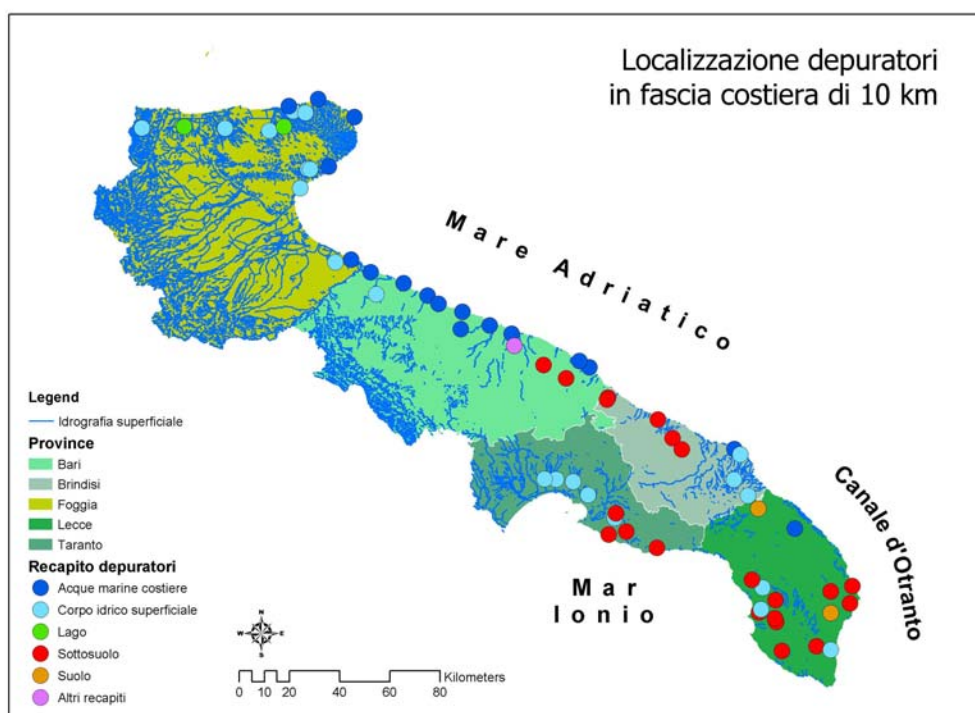 Localizzazione depuratori
in fascia costiera di 10 km
Mare Adriatico
Canale d'Otranto
Mar
Ionio
Legend
Idrografia superficiale
Province
Bari
Brindisi
Foggia
Lecce
Taranto
Recapito depuratori
Acque marine costiere
Corpo idrico superficiale
Lago
Sottosuolo
Suolo
Altri recapiti
N
W E
S
Kilometers
0 10 20 40 60 80